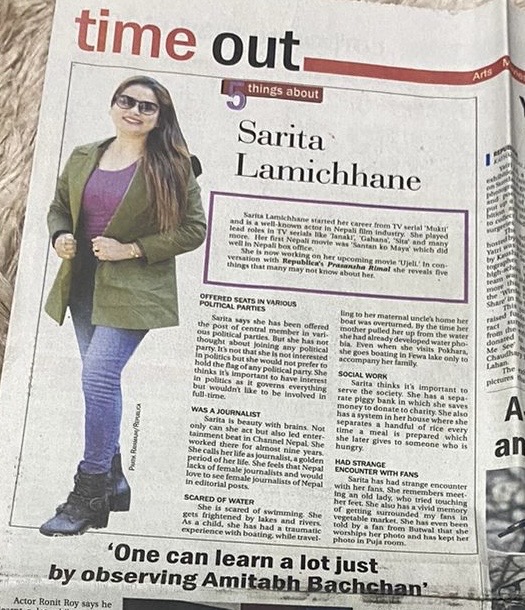 time out
Arts
5 things about
Sarita
Lamichhane
Sarita Lamichhane started her career from TV serial 'Mukti'
and is a well-known actor in Nepali film industry. She played
lead roles in TV serials like 'Janaki', 'Gahana', 'Sita' and many
more. Her first Nepali movie was 'Santan ko Maya' which did
well in Nepali box office.
She is now working on her upcoming movie 'Ujeli.' In con-
versation with Republica's Prasansha Rimal she reveals five
things that many may not know about her.
OFFERED SEATS IN VARIOUS
POLITICAL PARTIES
Sarita says she has been offered
the post of central member in vari-
ous political parties. But she has not
thought about joining any political
party. It's not that she is not interested
in politics but she would not prefer to
hold the flag of any political party. She
thinks it's important to have interest
in politics as it governs everything
but wouldn't like to be involved in
full-time.
WAS A JOURNALIST
Sarita is beauty with brains. Not
only can she act but also led enter-
tainment beat in Channel Nepal. She
worked there for almost nine years.
She calls her life as journalist, a golden
period of her life. She feels that Nepal
lacks of female journalists and would
love to see female journalists of Nepal
in editorial posts.
SCARED OF WATER
She is scared of swimming. She
gets frightened by lakes and rivers.
As a child, she has had a traumatic
experience with boating, while travel-
ling to her maternal uncle's home her
boat was overturned. By the time her
mother pulled her up from the water
she had already developed water pho-
bia. Even when she visits Pokhara,
she goes boating in Fewa lake only to
accompany her family.
SOCIAL WORK
Sarita thinks it's important to
serve the society. She has a sepa-
rate piggy bank in which she saves
money to donate to charity. She also
has a system in her house where she
separates a handful of rice every
time a meal is prepared which
she later gives to someone who is
hungry.
HAD STRANGE
ENCOUNTER WITH FANS
Sarita has had strange encounter
with her fans. She remembers meet-
ing an old lady, who tried touching
her feet. She also has a vivid memory
of getting surrounded my fans in
vegetable market. She has even been
told by a fan from Butwal that she
worships her photo and has kept her
photo in Puja room.
'One can learn a lot just
by observing Amitabh Bachchan'
Actor Ronit Roy says he